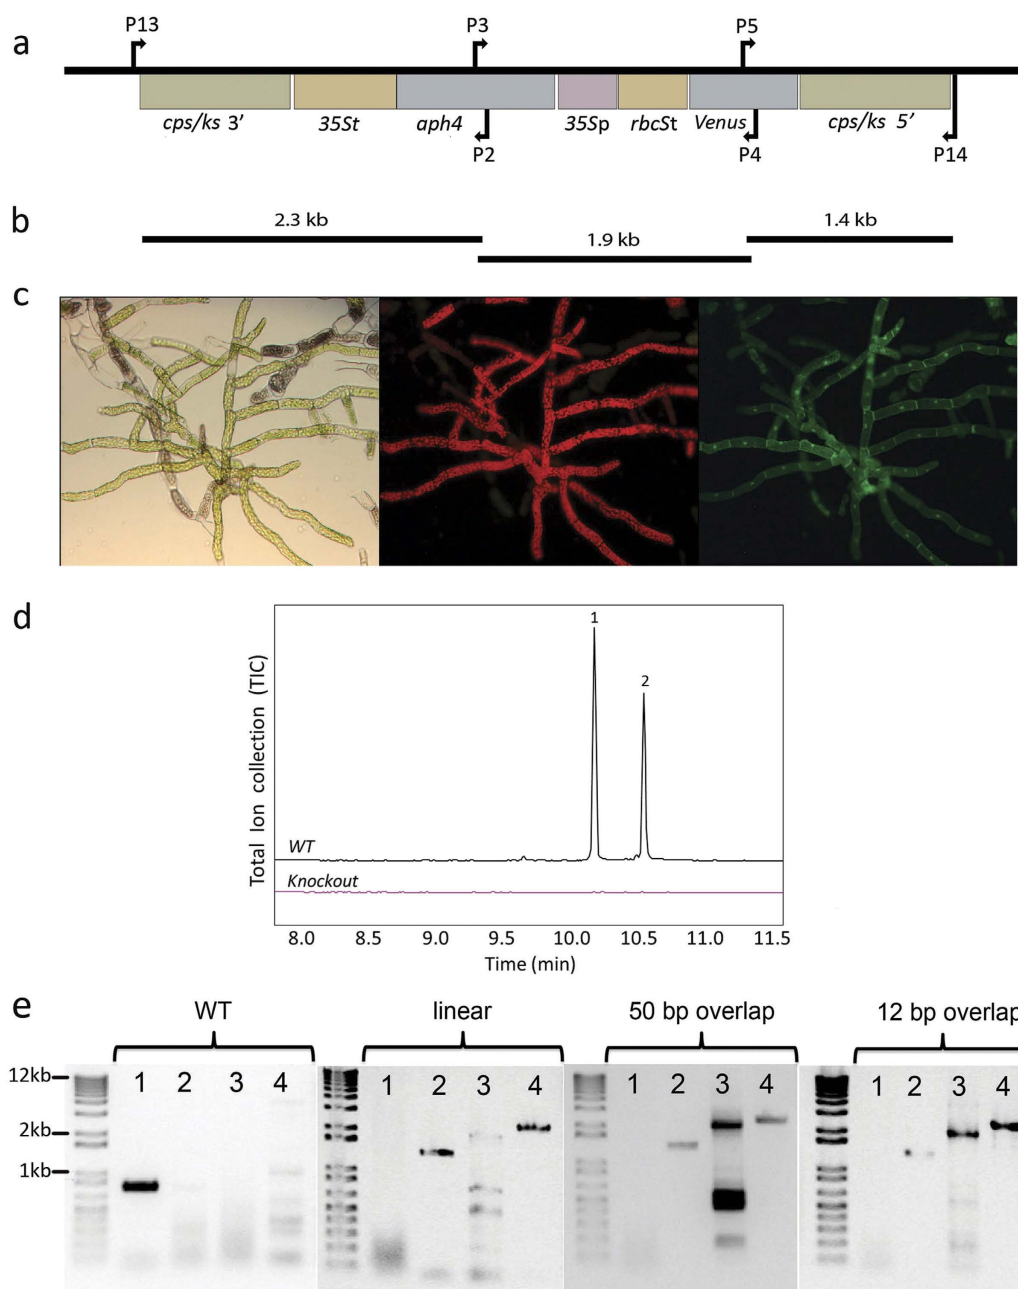 a
P13 P3 P5
cps/ks 3’ 35St aph4 35Sp rbcSt Venus cps/ks 5’
P2 P4 P14
b
2.3 kb 1.9 kb 1.4 kb
c
d
Total Ion collection (TIC)
1
2
WT
Knockout
8.0 8.5 9.0 9.5 10.0 10.5 11.0 11.5
Time (min)
e
WT linear 50 bp overlap 12 bp overlap
12kb
2kb
1kb
1 2 3 4 1 2 3 4 1 2 3 4 1 2 3 4